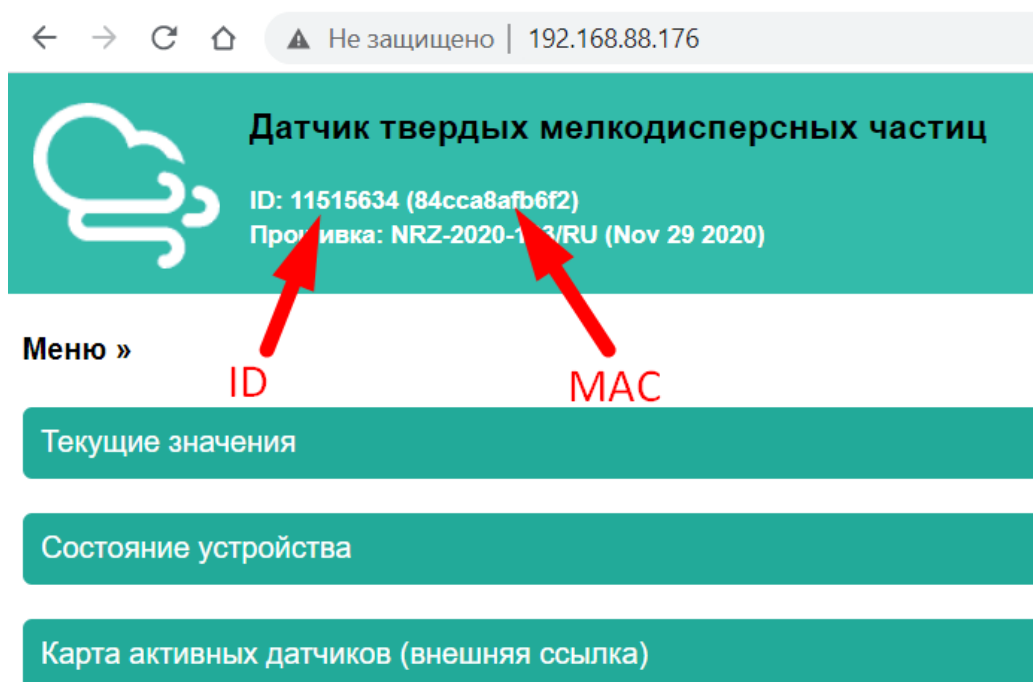 Не защищено | 192.168.88.176
Датчик твердых мелкодисперсных частиц
ID: 11515634 (84cca8afb6f2)
Прошивка: (Nov 29 2020)
Меню »
ID
MAC
Текущие значения
Состояние устройства
Карта активных датчиков (внешняя ссылка)